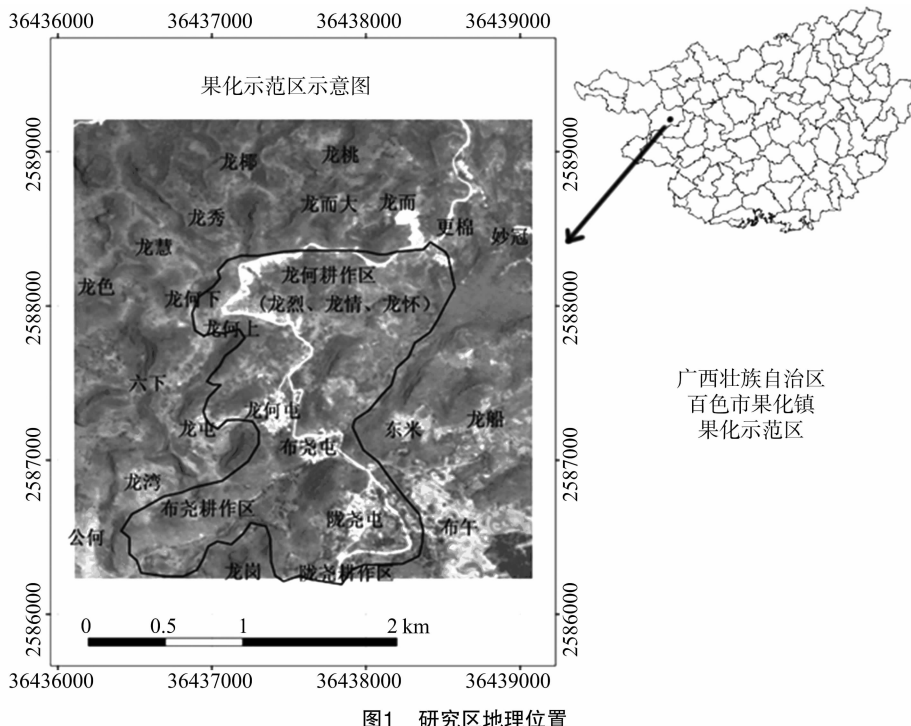 36436000 36437000 36438000 36439000
果化示范区示意图
2589000
2588000
2587000
2586000
龙椰
龙桃
龙而大
龙而
龙秀
更棉
妙冠
龙慧
龙色
龙何耕作区
(龙烈、龙情、龙怀)
龙何下
龙何上
六下
龙何屯
龙屯
布尧屯
东米
龙船
龙湾
布尧耕作区
陇尧屯
布午
公何
龙岗
陇尧耕作区
0 0.5 1 2 km
2589000
2588000
2587000
2586000
36436000 36437000 36438000 36439000
广西壮族自治区
百色市果化镇
果化示范区
图1 研究区地理位置